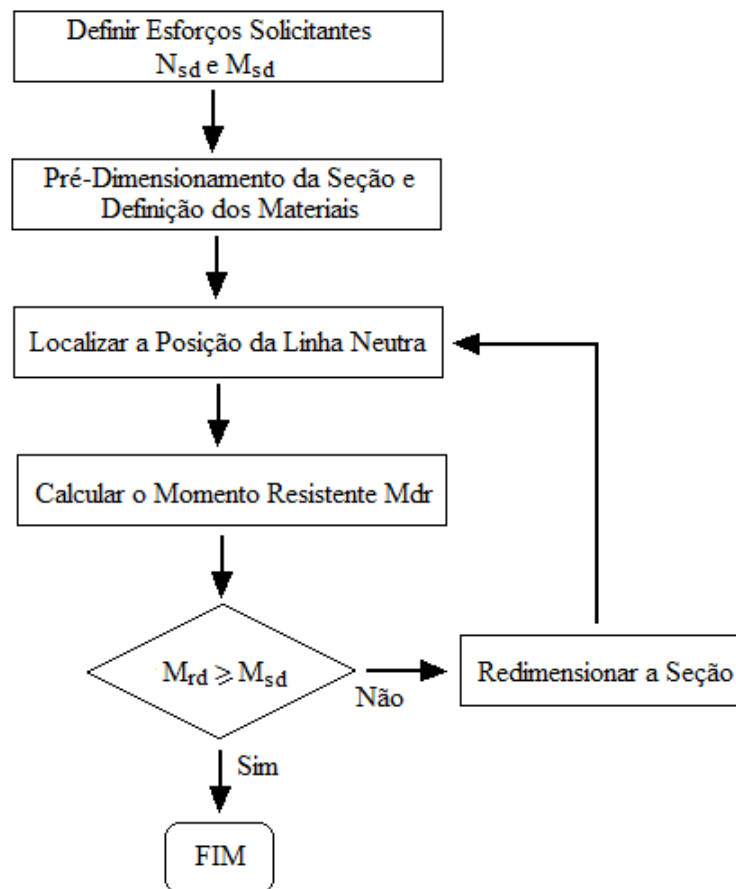 Definir Esforços Solicitantes
Nsd e Msd
Pré-Dimensionamento da Seção e
Definição dos Materiais
Localizar a Posição da Linha Neutra
Calcular o Momento Resistente Mdr
Mrd ⩾ Msd
Não
Redimensionar a Seção
Sim
FIM